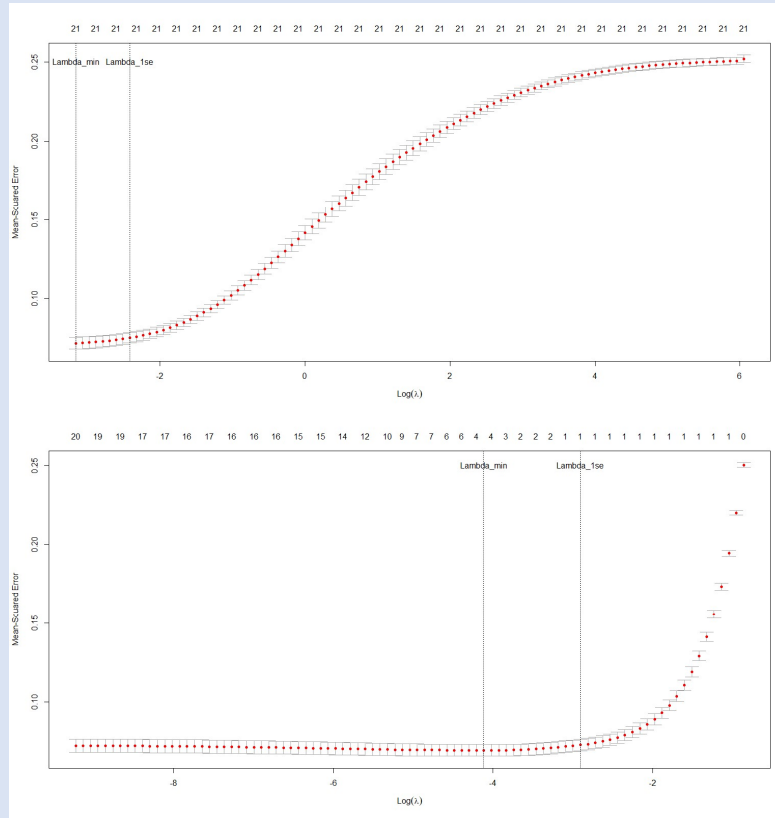 21 21 21 21 21 21 21 21 21 21 21 21 21 21 21 21 21 21 21 21 21 21 21 21 21 21 21 21 21 21 21 21 21 21
Lambda_min Lambda_1se
0.25
0.20
0.15
0.10
Mean-Squared Error
-2 0 2 4 6
Log(λ)
20 19 19 17 17 16 17 16 16 16 15 15 14 12 10 9 7 7 6 6 4 4 3 2 2 2 1 1 1 1 1 1 1 1 1 1 1 1 0
Lambda_min Lambda_1se
0.25
0.20
0.15
0.10
Mean-Squared Error
-8 -6 -4 -2
Log(λ)